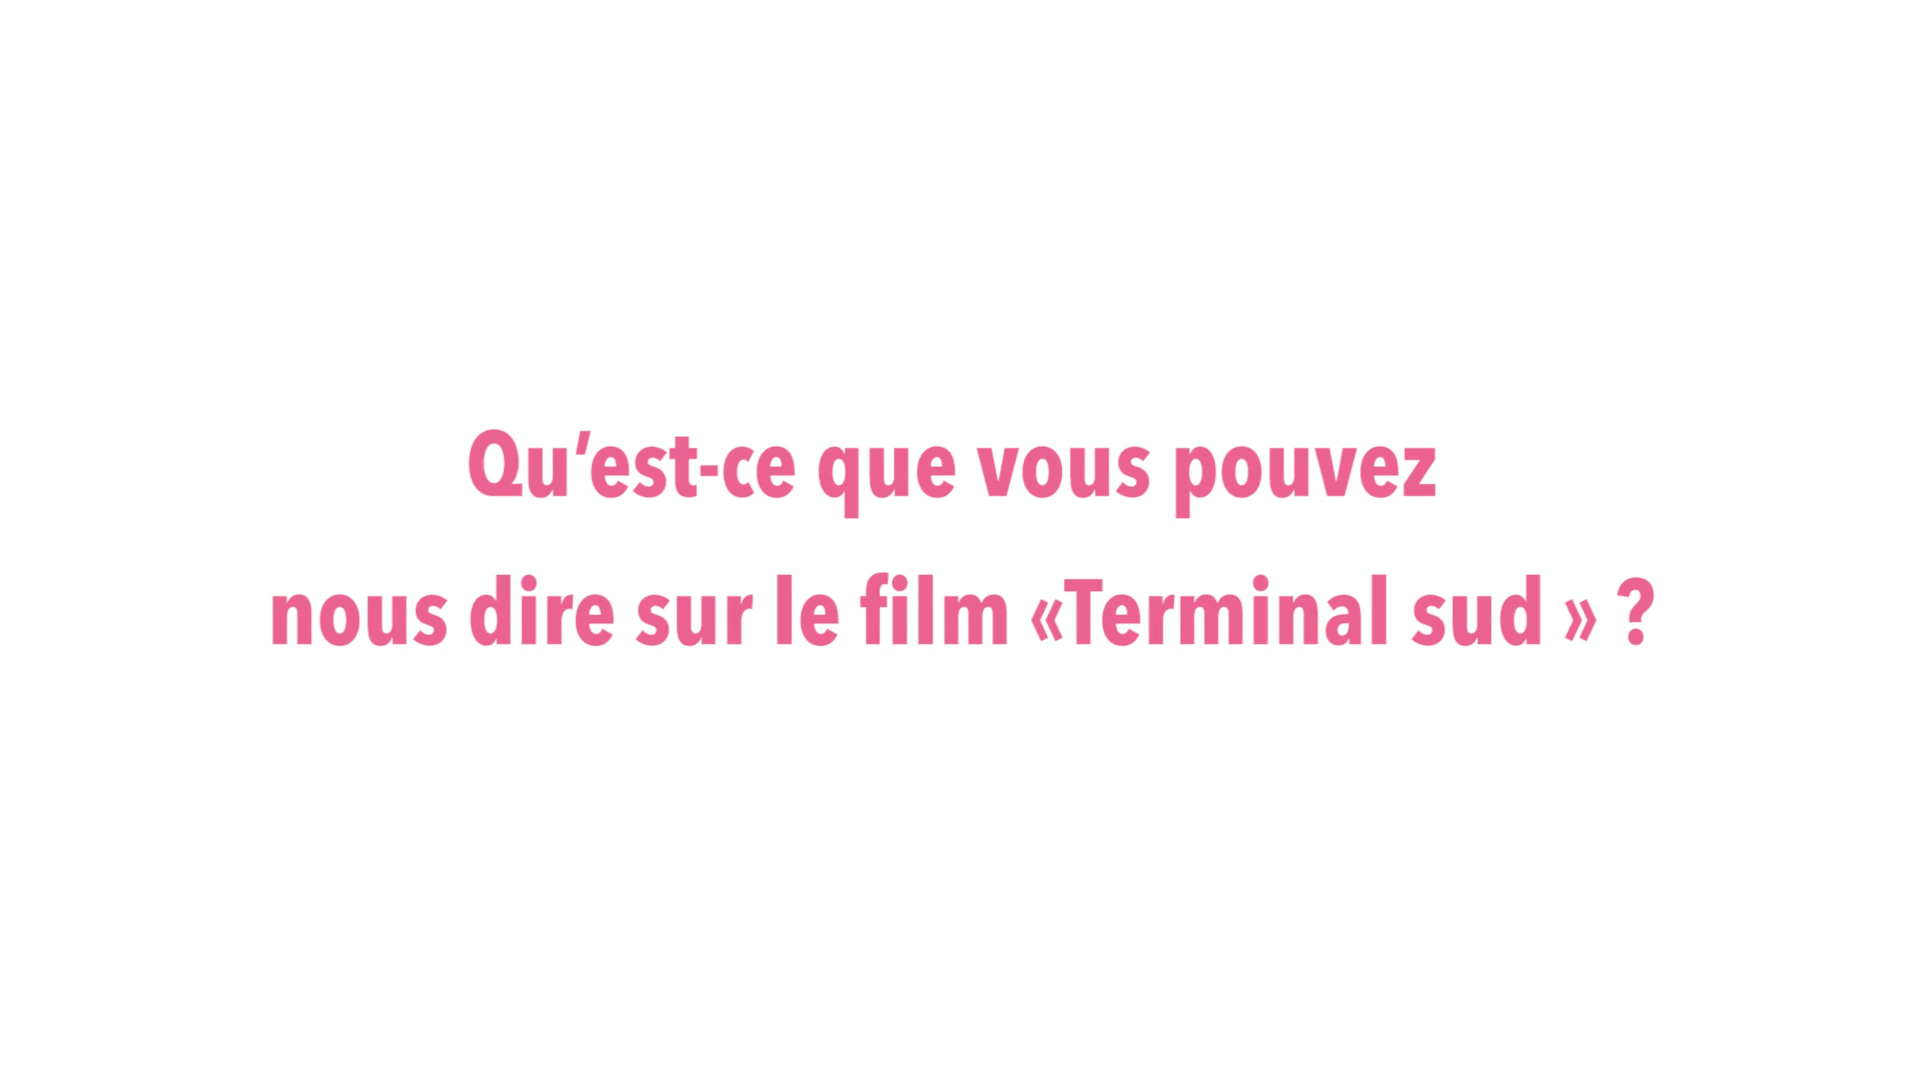 Qu’est-ce que vous pouvez
nous dire sur le film «Terminal sud » ?